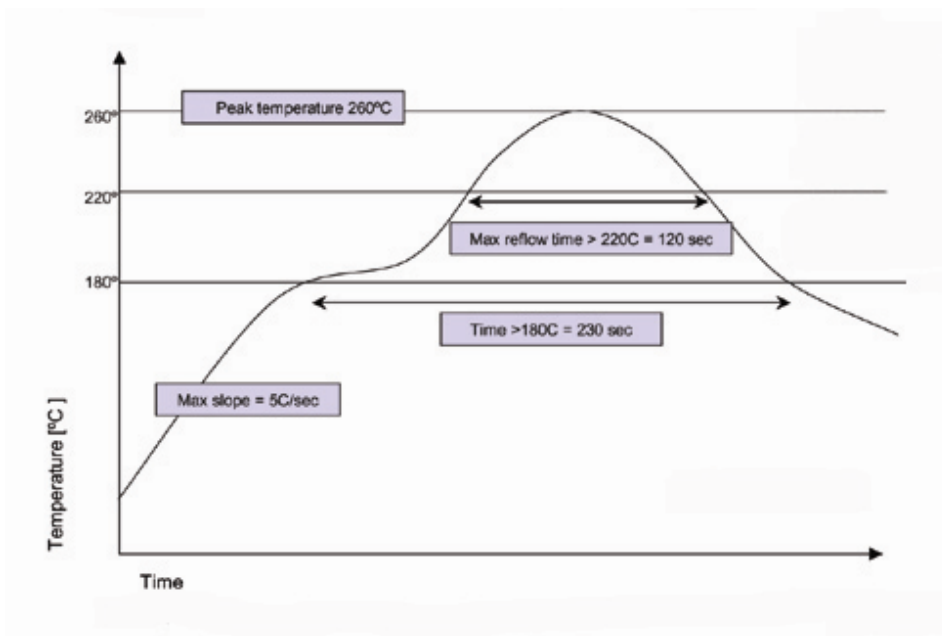 Peak temperature 260ºC
260º
220º
Max reflow time > 220C = 120 sec
180º
Time >180C = 230 sec
Max slope = 5C/sec
Temperature [ºC ]
Time